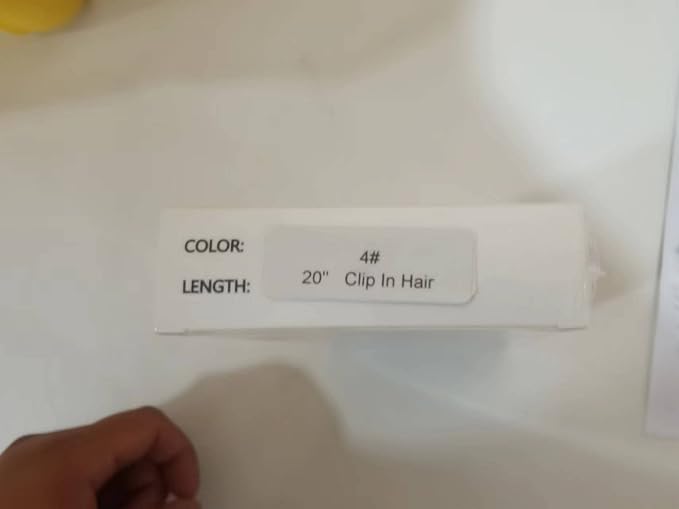 COLOR: 4#
LENGTH: 20" Clip In Hair